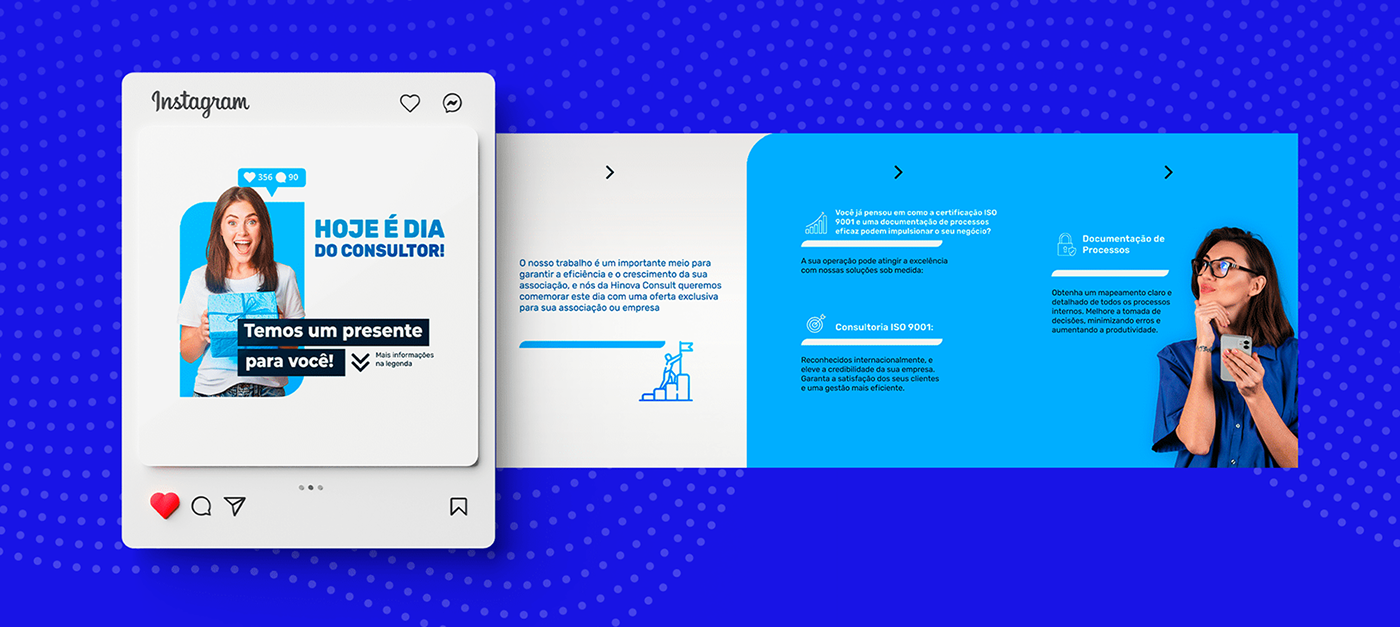 Instagram
356 90
HOJE É DIA
DO CONSULTOR!
Temos um presente
para você!
Mais informações
na legenda
O nosso trabalho é um importante meio para
garantir a eficiência e o crescimento da sua
associação, e nós da Hinova Consult queremos
comemorar este dia com uma oferta exclusiva
para sua associação ou empresa
Você já pensou em como a certificação ISO
9001 e uma documentação de processos
eficaz podem impulsionar o seu negócio?
A sua operação pode atingir a excelência
com nossas soluções sob medida:
Consultoria ISO 9001:
Reconhecidos internacionalmente, e
eleve a credibilidade da sua empresa.
Garanta a satisfação dos seus clientes
e uma gestão mais eficiente.
Documentação de
Processos
Obtenha um mapeamento claro e
detalhado de todos os processos
internos. Melhore a tomada de
decisões, minimizando erros e
aumentando a produtividade.